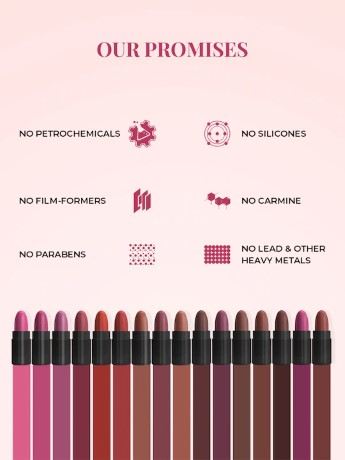 OUR PROMISES
NO PETROCHEMICALS
NO SILICONES
NO FILM-FORMERS
NO CARMINE
NO PARABENS
NO LEAD & OTHER
HEAVY METALS